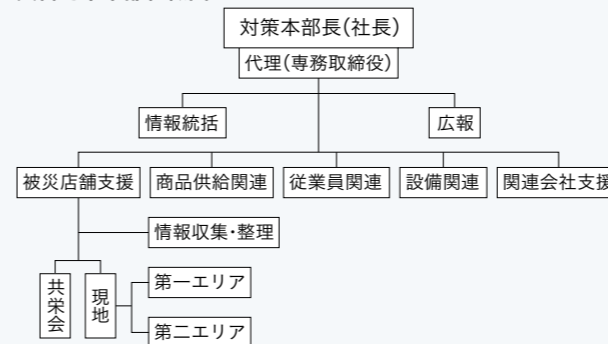 対策本部長(社長)
代理(専務取締役)
情報統括
広報
被災店舗支援
商品供給関連
従業員関連
設備関連
関連会社支援
情報収集・整理
共栄会
現地
第一エリア
第二エリア